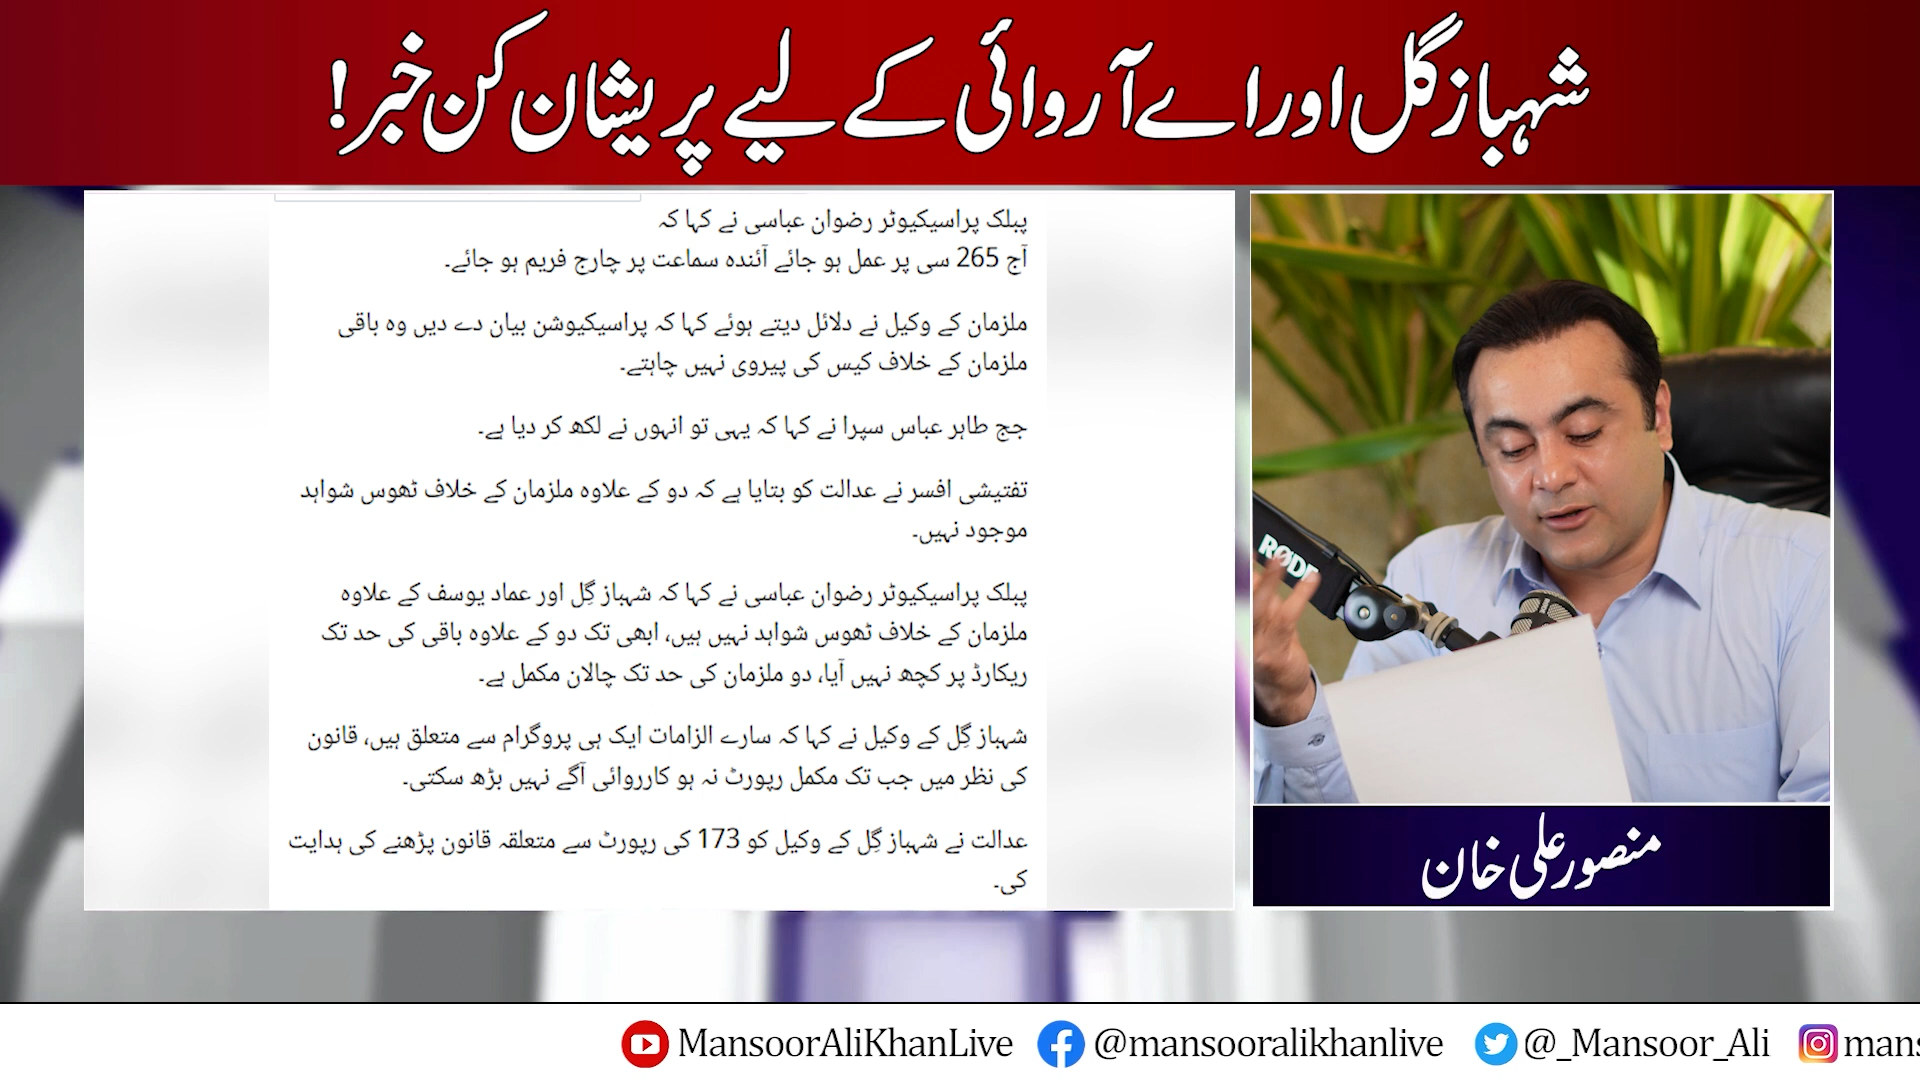 شہباز گل اور اے آر وائی کے لیے پریشان کن خبر!
پبلک پراسیکیوٹر رضوان عباسی نے کہا کہ
آج 265 سی پر عمل ہو جائے آئندہ سماعت پر چارج فریم ہو جائے۔
ملزمان کے وکیل نے دلائل دیتے ہوئے کہا کہ پراسیکیوشن بیان دے دیں وہ باقی
ملزمان کے خلاف کیس کی پیروی نہیں چاہتے۔
جج طاہر عباس سپرا نے کہا کہ یہی تو انہوں نے لکھ کر دیا ہے۔
تفتیشی افسر نے عدالت کو بتایا ہے کہ دو کے علاوہ ملزمان کے خلاف ٹھوس شواہد
موجود نہیں۔
پبلک پراسیکیوٹر رضوان عباسی نے کہا کہ شہباز گِل اور عماد یوسف کے علاوہ
ملزمان کے خلاف ٹھوس شواہد نہیں ہیں، ابھی تک دو کے علاوہ باقی کی حد تک
ریکارڈ پر کچھ نہیں آیا، دو ملزمان کی حد تک چالان مکمل ہے۔
شہباز گِل کے وکیل نے کہا کہ سارے الزامات ایک ہی پروگرام سے متعلق ہیں، قانون
کی نظر میں جب تک مکمل رپورٹ نہ ہو کارروائی آگے نہیں بڑھ سکتی۔
عدالت نے شہباز گِل کے وکیل کو 173 کی رپورٹ سے متعلقہ قانون پڑھنے کی ہدایت
کی۔
RØDE
منصور علی خان
MansoorAliKhanLive @mansooralikhanlive @_Mansoor_Ali mans